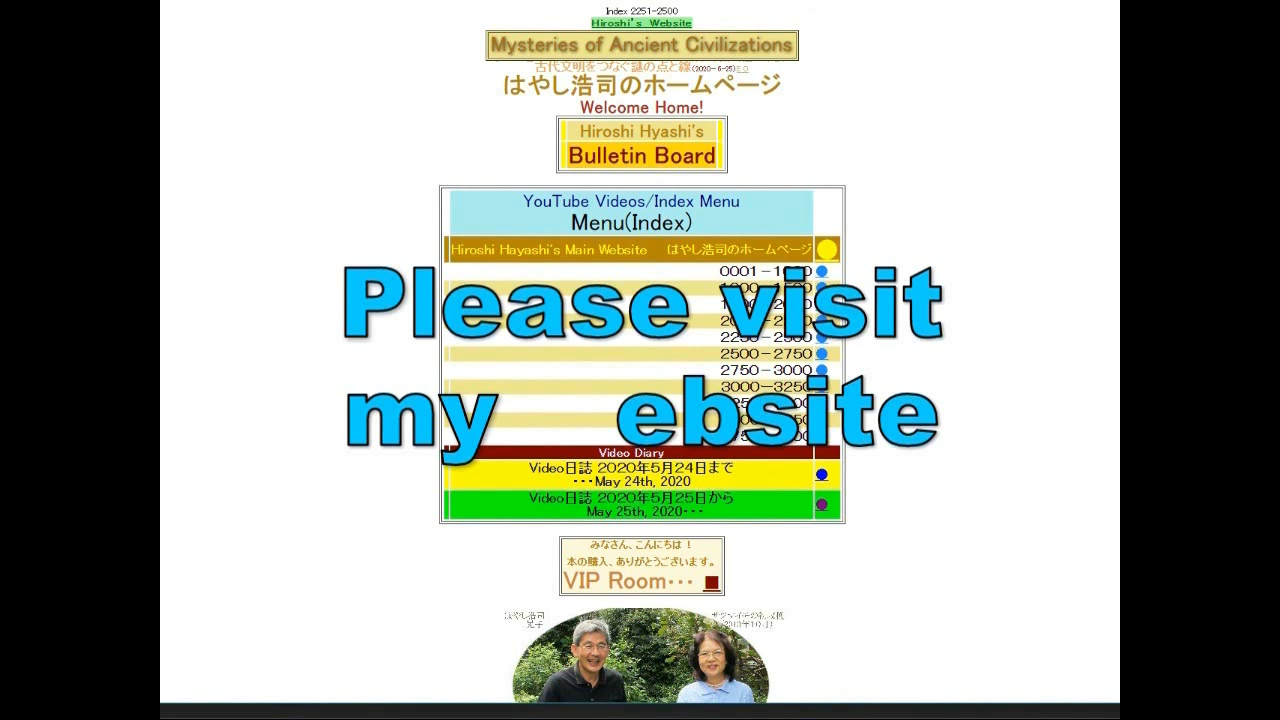 Index 2251-2500
Hiroshi's Website
Mysteries of Ancient Civilizations
古代文明をつなぐ謎の点と線(2020-6-25)
はやし浩司のホームページ
Welcome Home!
Hiroshi Hyashi's
Bulletin Board
YouTube Videos/Index Menu
Menu(Index)
Hiroshi Hayashi's Main Website はやし浩司のホームページ
0001-1000
Please visit
2500-2750
2750-3000
3000-3250
my ebsite
Video Diary
Video日誌 2020年5月24日まで
・・・May 24th, 2020
Video日誌 2020年5月25日から
May 25th, 2020・・・
みなさん、こんにちは!
本の購入、ありがとうございます。
VIP Room・・・
はやし浩司